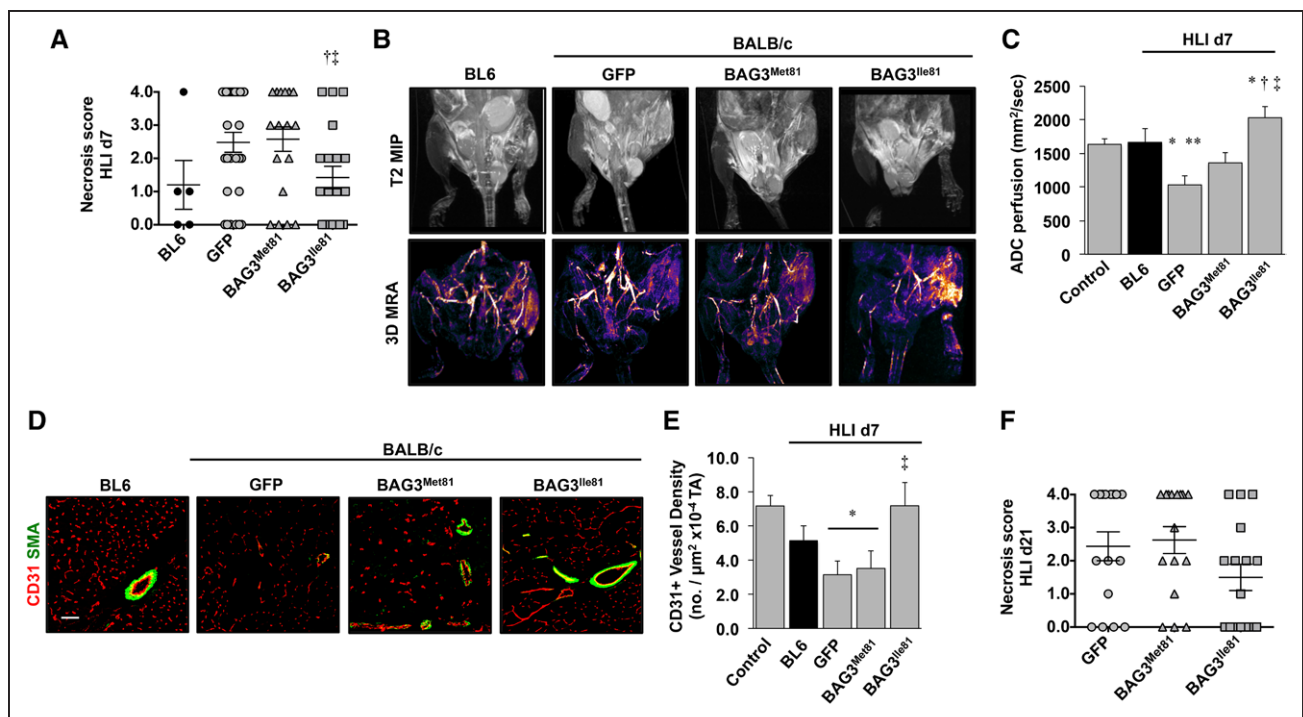 A
†‡
Necrosis score
HLI d7
4.0
3.0
2.0
1.0
0.0
BL6
GFP
BAG3Met81
BAG3Ile81
B
BALB/c
BL6
GFP
BAG3Met81
BAG3Ile81
T2 MIP
3D MRA
C
HLI d7
* † ‡
* **
ADC perfusion (mm²/sec)
2500
2000
1500
1000
500
0
Control
BL6
GFP
BAG3Met81
BAG3Ile81
D
BALB/c
BL6
GFP
BAG3Met81
BAG3Ile81
CD31 SMA
E
HLI d7
‡
*
CD31+ Vessel Density
(no. / µm² x10-4 TA)
10.0
8.0
6.0
4.0
2.0
0.0
Control
BL6
GFP
BAG3Met81
BAG3Ile81
F
Necrosis score
HLI d21
4.0
3.0
2.0
1.0
0.0
GFP
BAG3Met81
BAG3Ile81